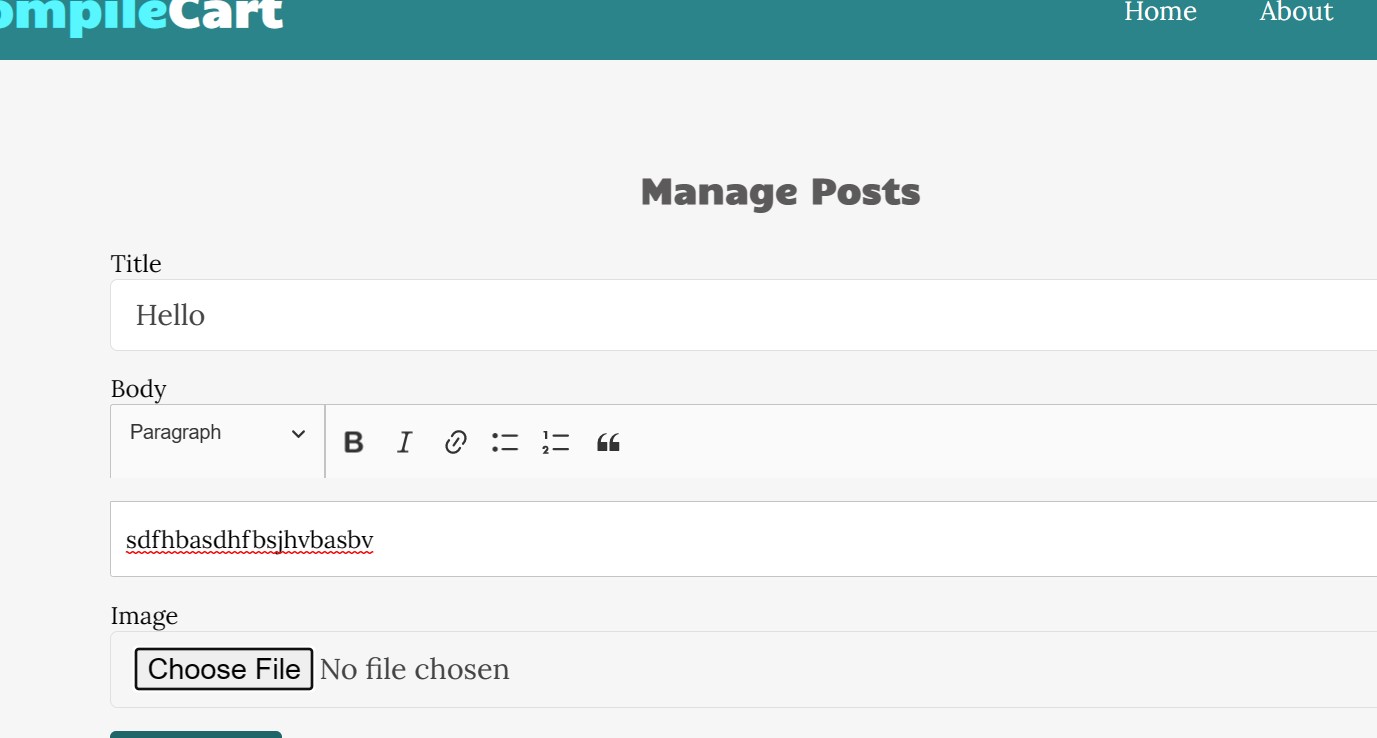 ompileCart
Home About
Manage Posts
Title
Hello
Body
Paragraph B I
sdfhbasdhfbsjhvbasbv
Image
Choose File No file chosen